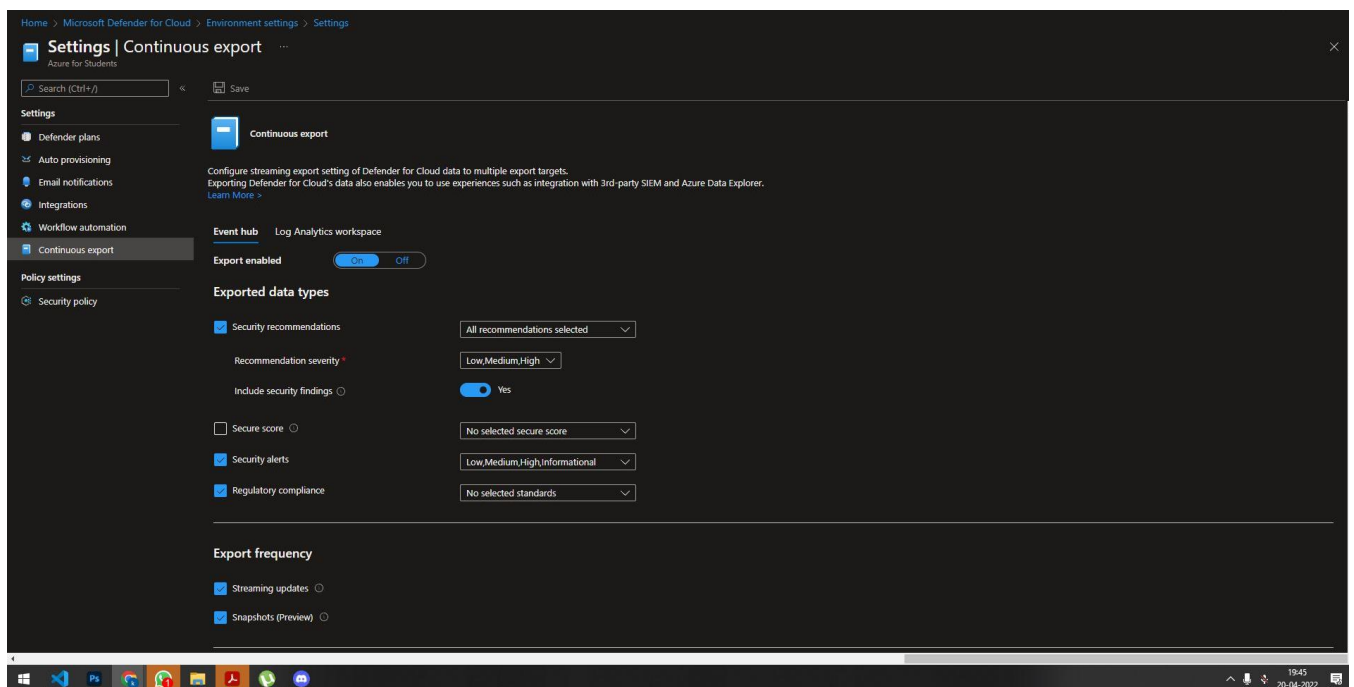 Home > Microsoft Defender for Cloud > Environment settings > Settings
Settings | Continuous export ...
Azure for Students
Search (Ctrl+/) «
Save
Settings
Defender plans
Auto provisioning
Email notifications
Integrations
Workflow automation
Continuous export
Policy settings
Security policy
Continuous export
Configure streaming export setting of Defender for Cloud data to multiple export targets.
Exporting Defender for Cloud's data also enables you to use experiences such as integration with 3rd-party SIEM and Azure Data Explorer.
Learn More >
Event hub Log Analytics workspace
Export enabled On Off
Exported data types
Security recommendations All recommendations selected
Recommendation severity * Low,Medium,High
Include security findings Yes
Secure score No selected secure score
Security alerts Low,Medium,High,Informational
Regulatory compliance No selected standards
Export frequency
Streaming updates
Snapshots (Preview)
Ps 1 19:45
20-04-2022